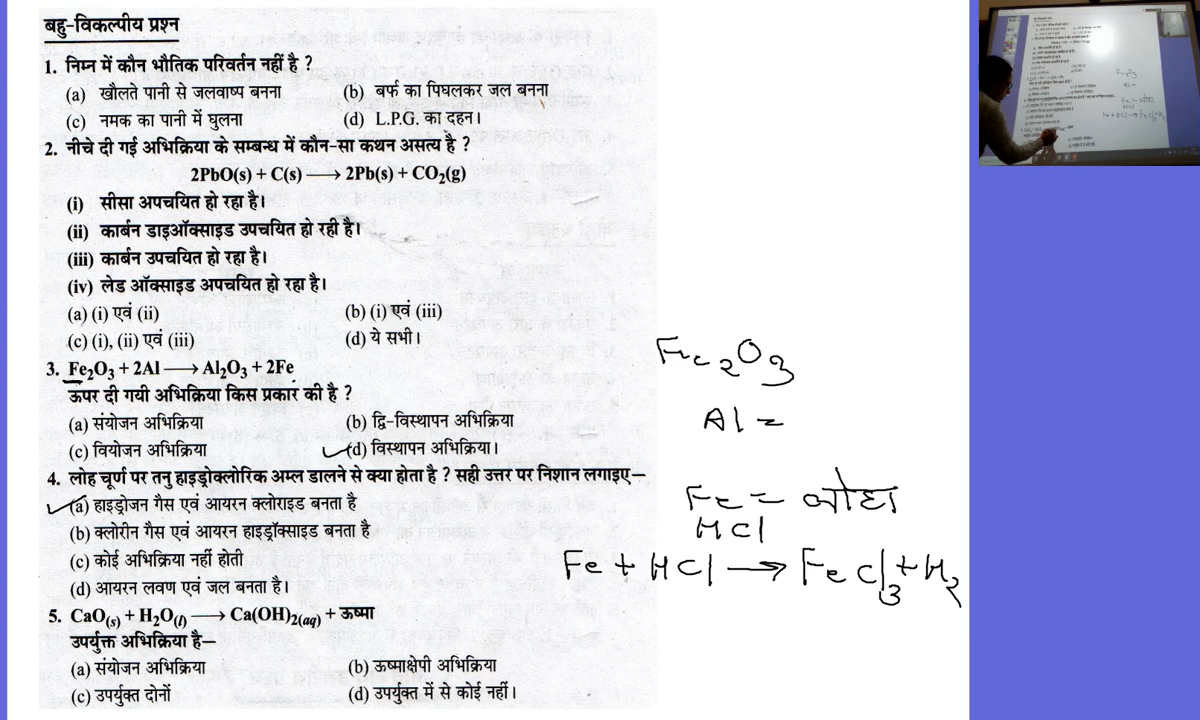 बहु-विकल्पीय प्रश्न
1. निम्न में कौन भौतिक परिवर्तन नहीं है ?
(a) खौलते पानी से जलवाष्प बनना (b) बर्फ का पिघलकर जल बनना
(c) नमक का पानी में घुलना (d) L.P.G. का दहन।
2. नीचे दी गई अभिक्रिया के सम्बन्ध में कौन-सा कथन असत्य है ?
2PbO(s) + C(s) ⟶ 2Pb(s) + CO₂(g)
(i) सीसा अपचयित हो रहा है।
(ii) कार्बन डाइऑक्साइड उपचयित हो रही है।
(iii) कार्बन उपचयित हो रहा है।
(iv) लेड ऑक्साइड अपचयित हो रहा है।
(a) (i) एवं (ii) (b) (i) एवं (iii)
(c) (i), (ii) एवं (iii) (d) ये सभी।
3. Fe₂O₃ + 2Al ⟶ Al₂O₃ + 2Fe
ऊपर दी गयी अभिक्रिया किस प्रकार की है ?
(a) संयोजन अभिक्रिया (b) द्वि-विस्थापन अभिक्रिया
(c) वियोजन अभिक्रिया (d) विस्थापन अभिक्रिया।
4. लोह चूर्ण पर तनु हाइड्रोक्लोरिक अम्ल डालने से क्या होता है ? सही उत्तर पर निशान लगाइए—
(a) हाइड्रोजन गैस एवं आयरन क्लोराइड बनता है
(b) क्लोरीन गैस एवं आयरन हाइड्रॉक्साइड बनता है
(c) कोई अभिक्रिया नहीं होती
(d) आयरन लवण एवं जल बनता है।
5. CaO(s) + H₂O(l) ⟶ Ca(OH)₂(aq) + ऊष्मा
उपर्युक्त अभिक्रिया है—
(a) संयोजन अभिक्रिया (b) ऊष्माक्षेपी अभिक्रिया
(c) उपर्युक्त दोनों (d) उपर्युक्त में से कोई नहीं।
Fe₂O₃
Al =
Fe = लोहा
HCl
Fe + HCl ⟶ FeCl₃ + H₂